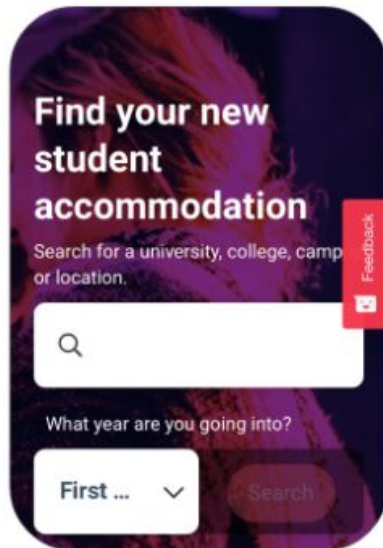 Find your new
student
accommodation
Search for a university, college, camp
or location.
Feedback
What year are you going into?
First ...
Search